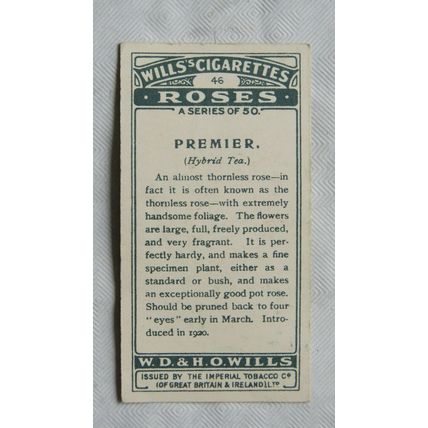 WILLS'S CIGARETTES
46
ROSES
A SERIES OF 50.
PREMIER.
(Hybrid Tea.)
An almost thornless rose—in
fact it is often known as the
thornless rose—with extremely
handsome foliage. The flowers
are large, full, freely produced,
and very fragrant. It is per-
fectly hardy, and makes a fine
specimen plant, either as a
standard or bush, and makes
an exceptionally good pot rose.
Should be pruned back to four
"eyes" early in March. Intro-
duced in 1920.
W.D.& H.O.WILLS
ISSUED BY THE IMPERIAL TOBACCO Co
(OF GREAT BRITAIN & IRELAND) LTD